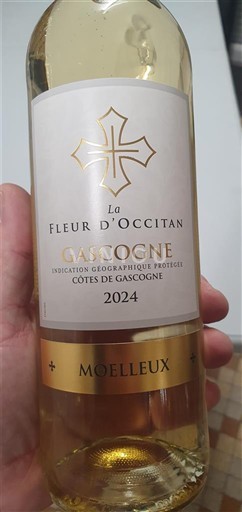 La
FLEUR D'OCCITAN
GASCOGNE
INDICATION GÉOGRAPHIQUE PROTÉGÉE
CÔTES DE GASCOGNE
2024
MOELLEUX